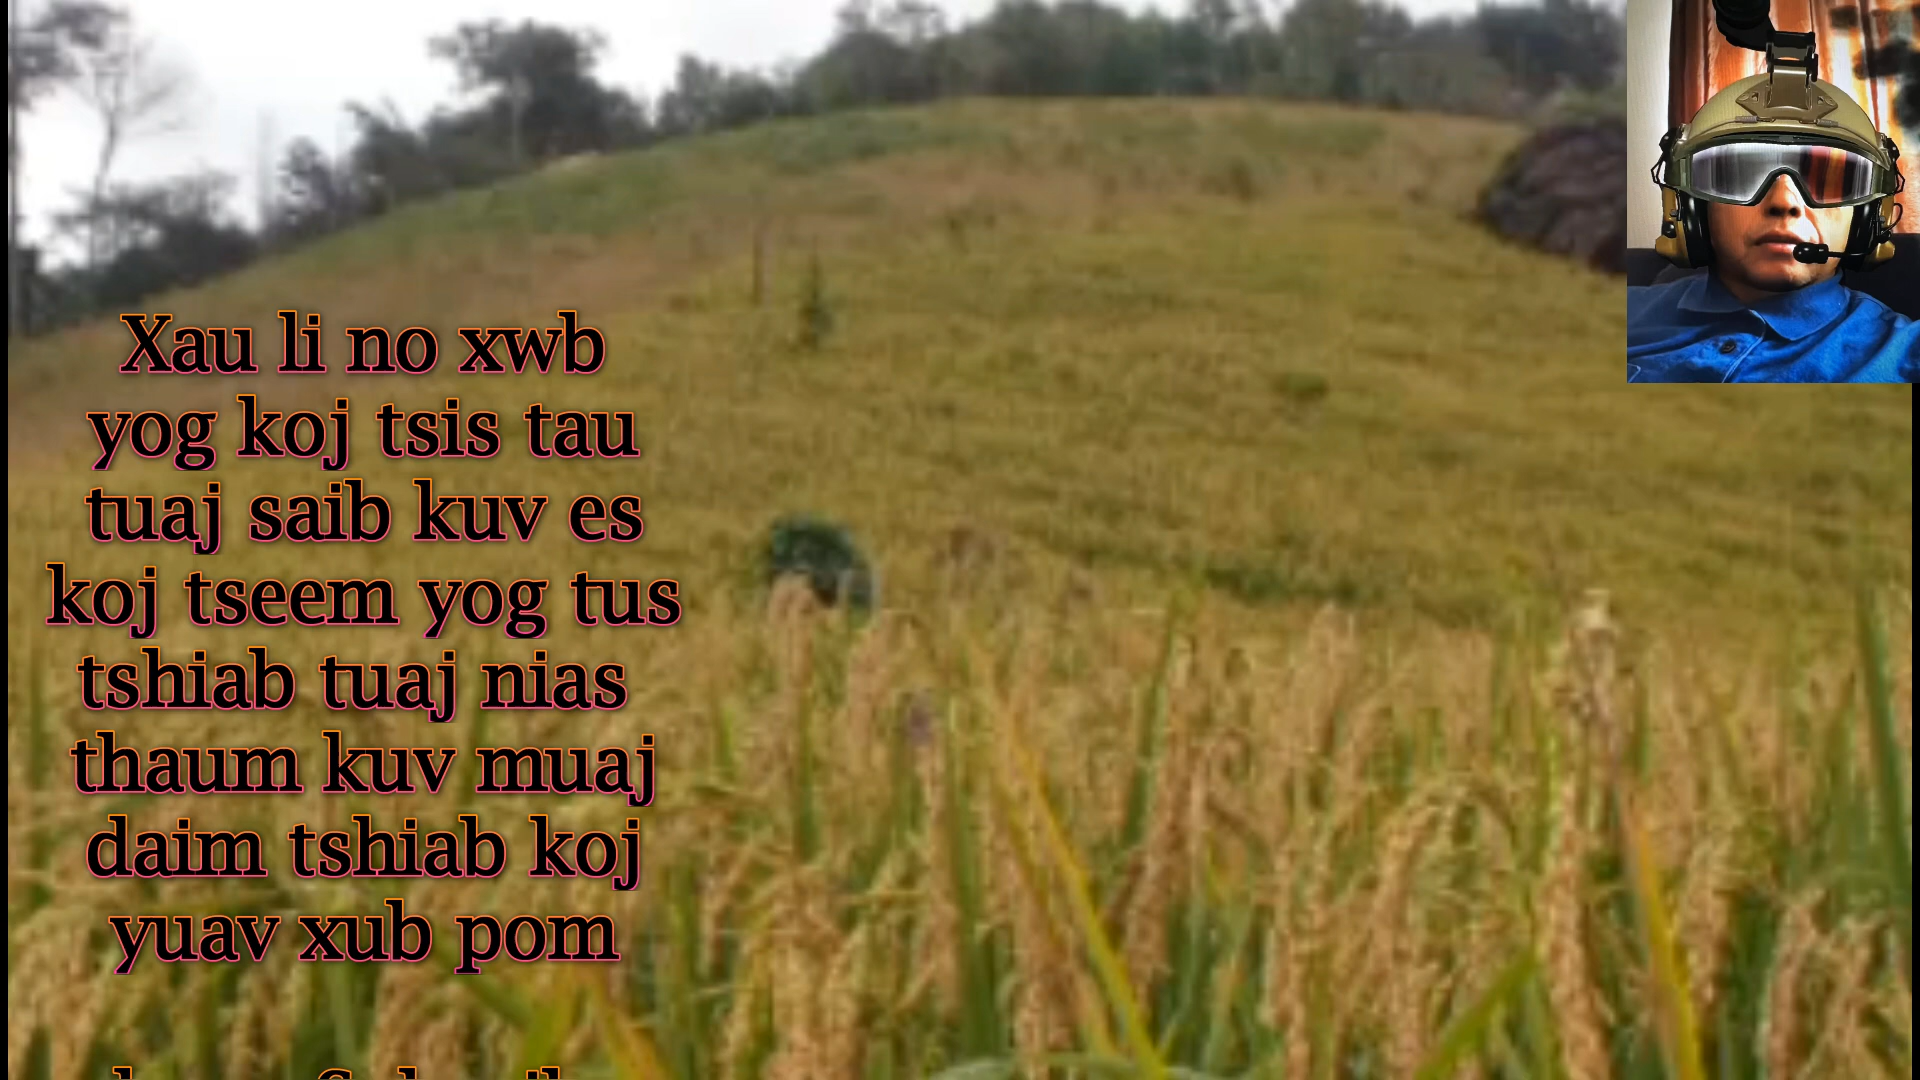 Xau li no xwb
yog koj tsis tau
tuaj saib kuv es
koj tseem yog tus
tshiab tuaj nias
thaum kuv muaj
daim tshiab koj
yuav xub pom